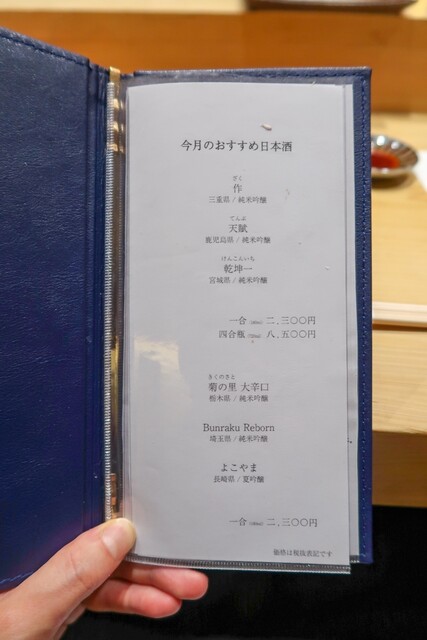 今月のおすすめ日本酒
ざく
作
三重県 / 純米吟醸
てんぶ
天賦
鹿児島県 / 純米吟醸
けんこんいち
乾坤一
宮城県 / 純米吟醸
一合 二、三〇〇円
四合瓶 八、五〇〇円
きくのさと
菊の里 大辛口
栃木県 / 純米吟醸
Bunraku Reborn
埼玉県 / 純米吟醸
よこやま
長崎県 / 夏吟醸
一合 二、三〇〇円
価格は税抜表記です